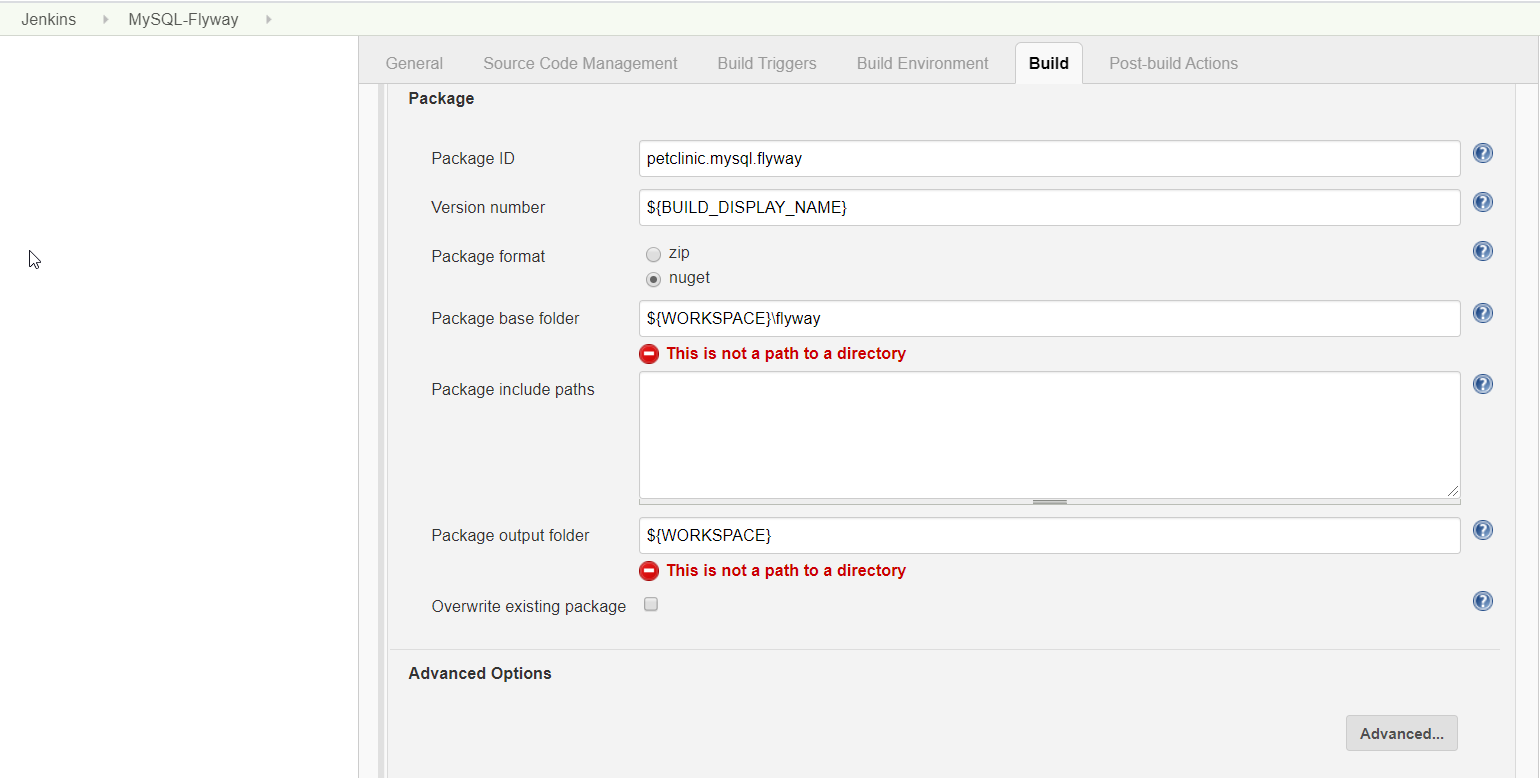 Jenkins MySQL-Flyway
General Source Code Management Build Triggers Build Environment Build Post-build Actions
Package
Package ID petclinic.mysql.flyway
Version number ${BUILD_DISPLAY_NAME}
Package format zip
nuget
Package base folder ${WORKSPACE}\flyway
This is not a path to a directory
Package include paths
Package output folder ${WORKSPACE}
This is not a path to a directory
Overwrite existing package
Advanced Options
Advanced...